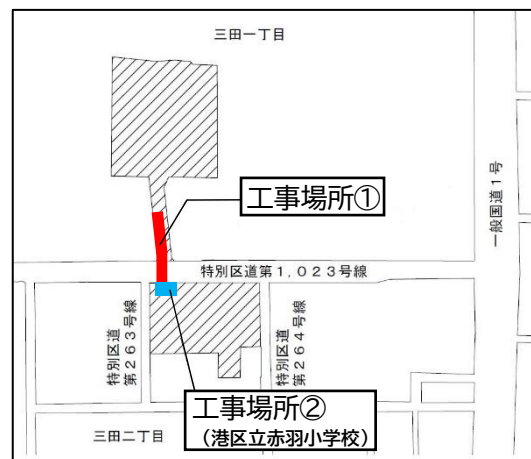 三田一丁目
工事場所①
一般国道1号
特別区道第1,023号線
特別区道
第263号線
特別区道
第264号線
工事場所②
（港区立赤羽小学校）
三田二丁目